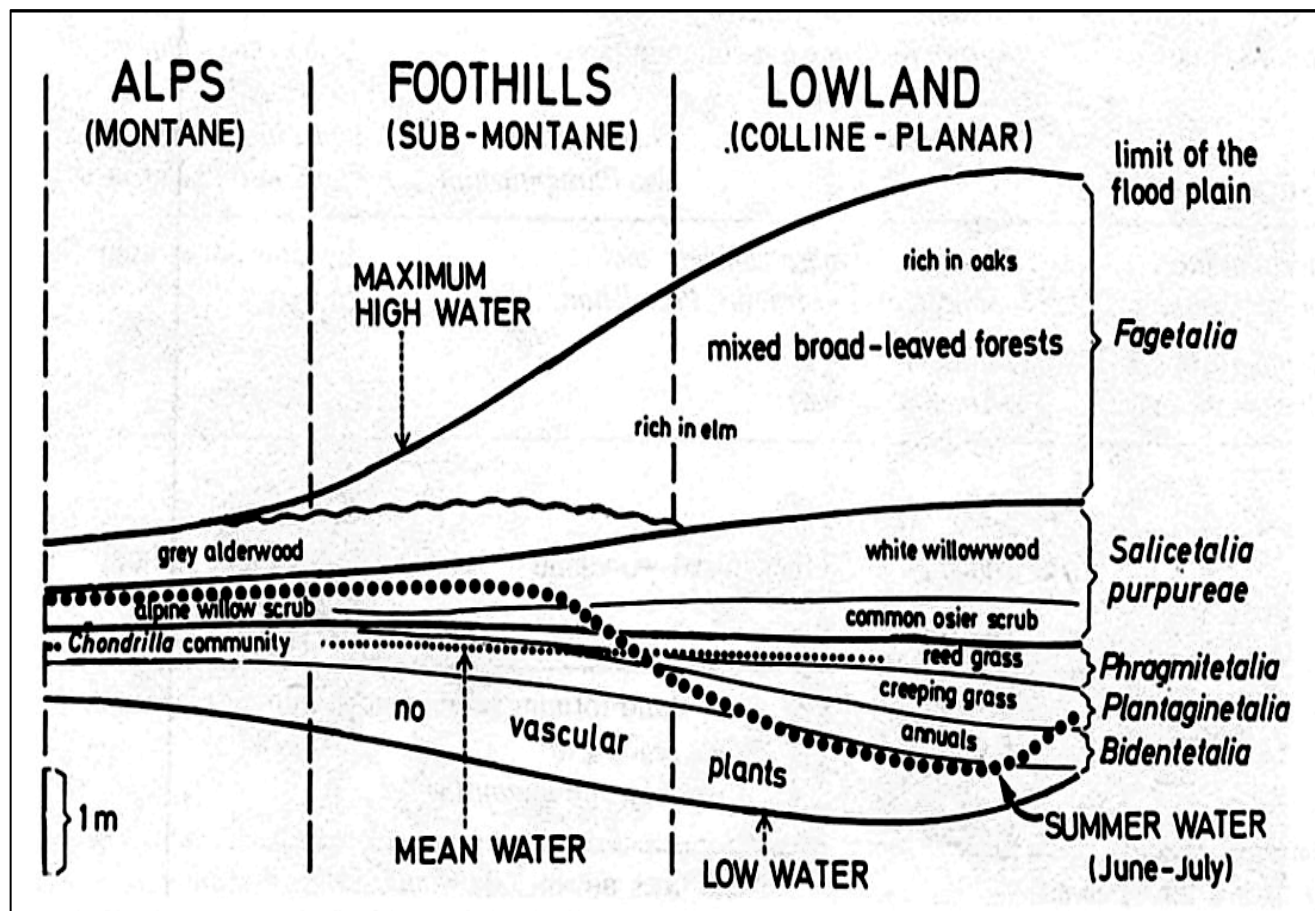 ALPS
(MONTANE)
FOOTHILLS
(SUB-MONTANE)
LOWLAND
(COLLINE-PLANAR)
limit of the
flood plain
MAXIMUM
HIGH WATER
rich in oaks
mixed broad-leaved forests
Fagetalia
rich in elm
grey alderwood
white willowwood
Salicetalia
purpureae
alpine willow scrub
common osier scrub
Chondrilla community
reed grass
Phragmitetalia
creeping grass
Plantaginetalia
annuals
Bidentetalia
no
vascular
plants
1m
MEAN WATER
LOW WATER
SUMMER WATER
(June-July)